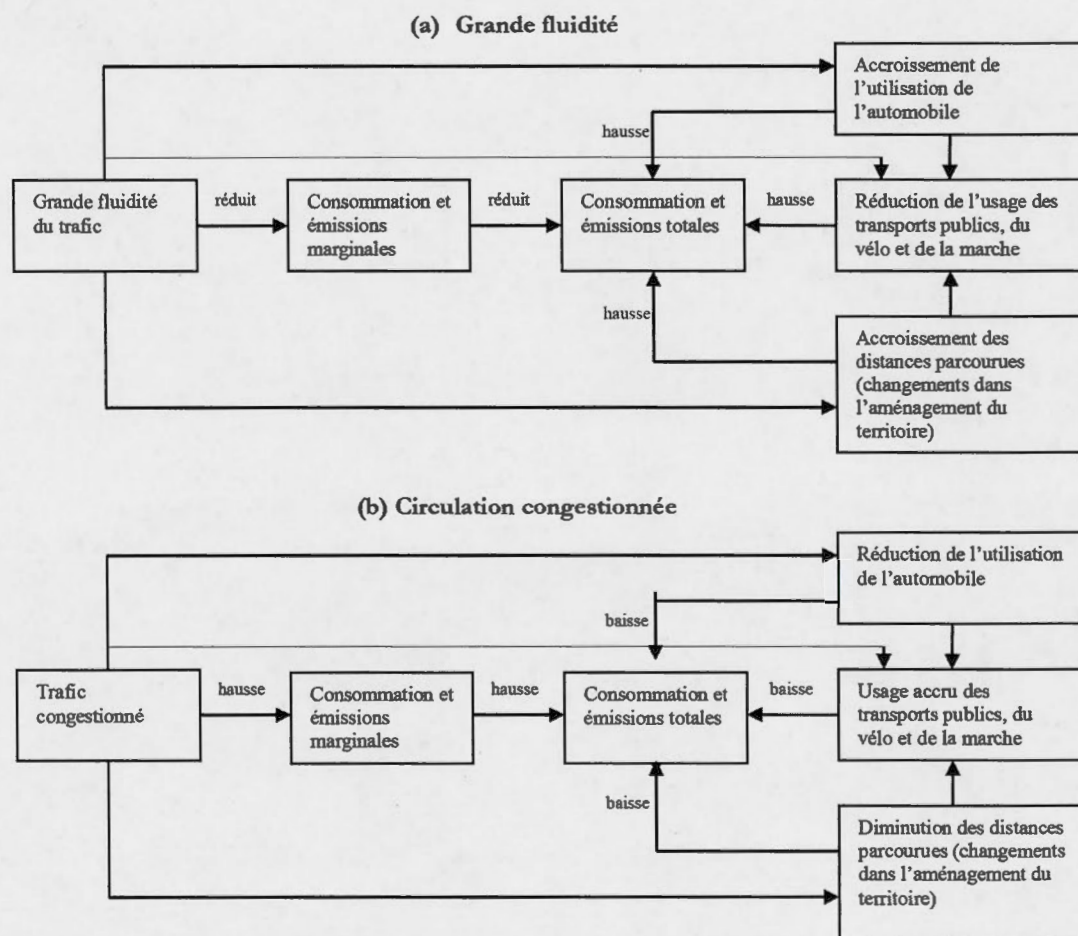 (a) Grande fluidité
Accroissement de
l'utilisation de
l'automobile
hausse
Grande fluidité
du trafic
réduit
Consommation et
émissions
marginales
réduit
Consommation et
émissions totales
hausse
Réduction de l'usage des
transports publics, du
vélo et de la marche
hausse
Accroissement des
distances parcourues
(changements dans
l'aménagement du
territoire)
(b) Circulation congestionnée
Réduction de l'utilisation
de l'automobile
baisse
Trafic
congestionné
hausse
Consommation et
émissions
marginales
hausse
Consommation et
émissions totales
baisse
Usage accru des
transports publics, du
vélo et de la marche
baisse
Diminution des distances
parcourues (changements
dans l'aménagement du
territoire)